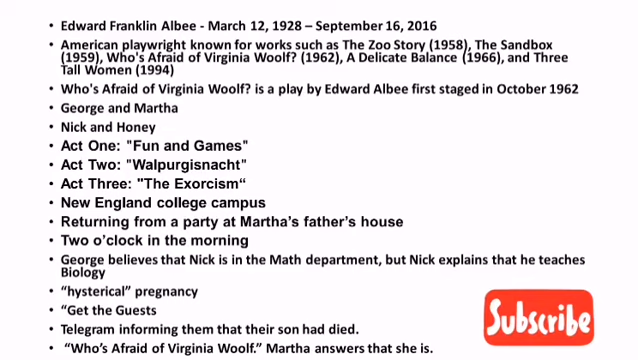 • Edward Franklin Albee - March 12, 1928 – September 16, 2016
• American playwright known for works such as The Zoo Story (1958), The Sandbox
(1959), Who's Afraid of Virginia Woolf? (1962), A Delicate Balance (1966), and Three
Tall Women (1994)
• Who's Afraid of Virginia Woolf? is a play by Edward Albee first staged in October 1962
• George and Martha
• Nick and Honey
• Act One: "Fun and Games"
• Act Two: "Walpurgisnacht"
• Act Three: "The Exorcism“
• New England college campus
• Returning from a party at Martha’s father’s house
• Two o’clock in the morning
• George believes that Nick is in the Math department, but Nick explains that he teaches
Biology
• “hysterical” pregnancy
• “Get the Guests
• Telegram informing them that their son had died.
• “Who’s Afraid of Virginia Woolf.” Martha answers that she is.
Subscribe